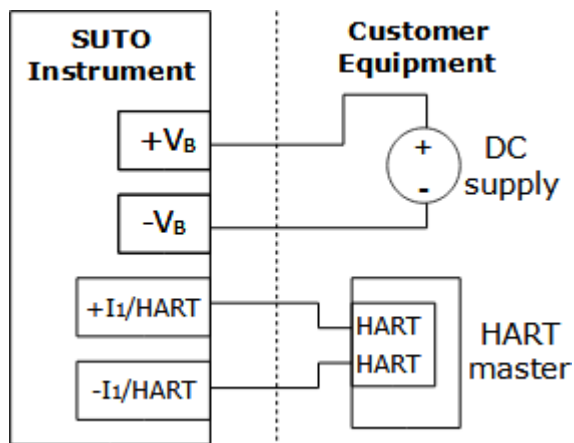 SUTO
Instrument
Customer
Equipment
+VB
+
-
DC
supply
-VB
+I1/HART
-I1/HART
HART
HART
HART
master